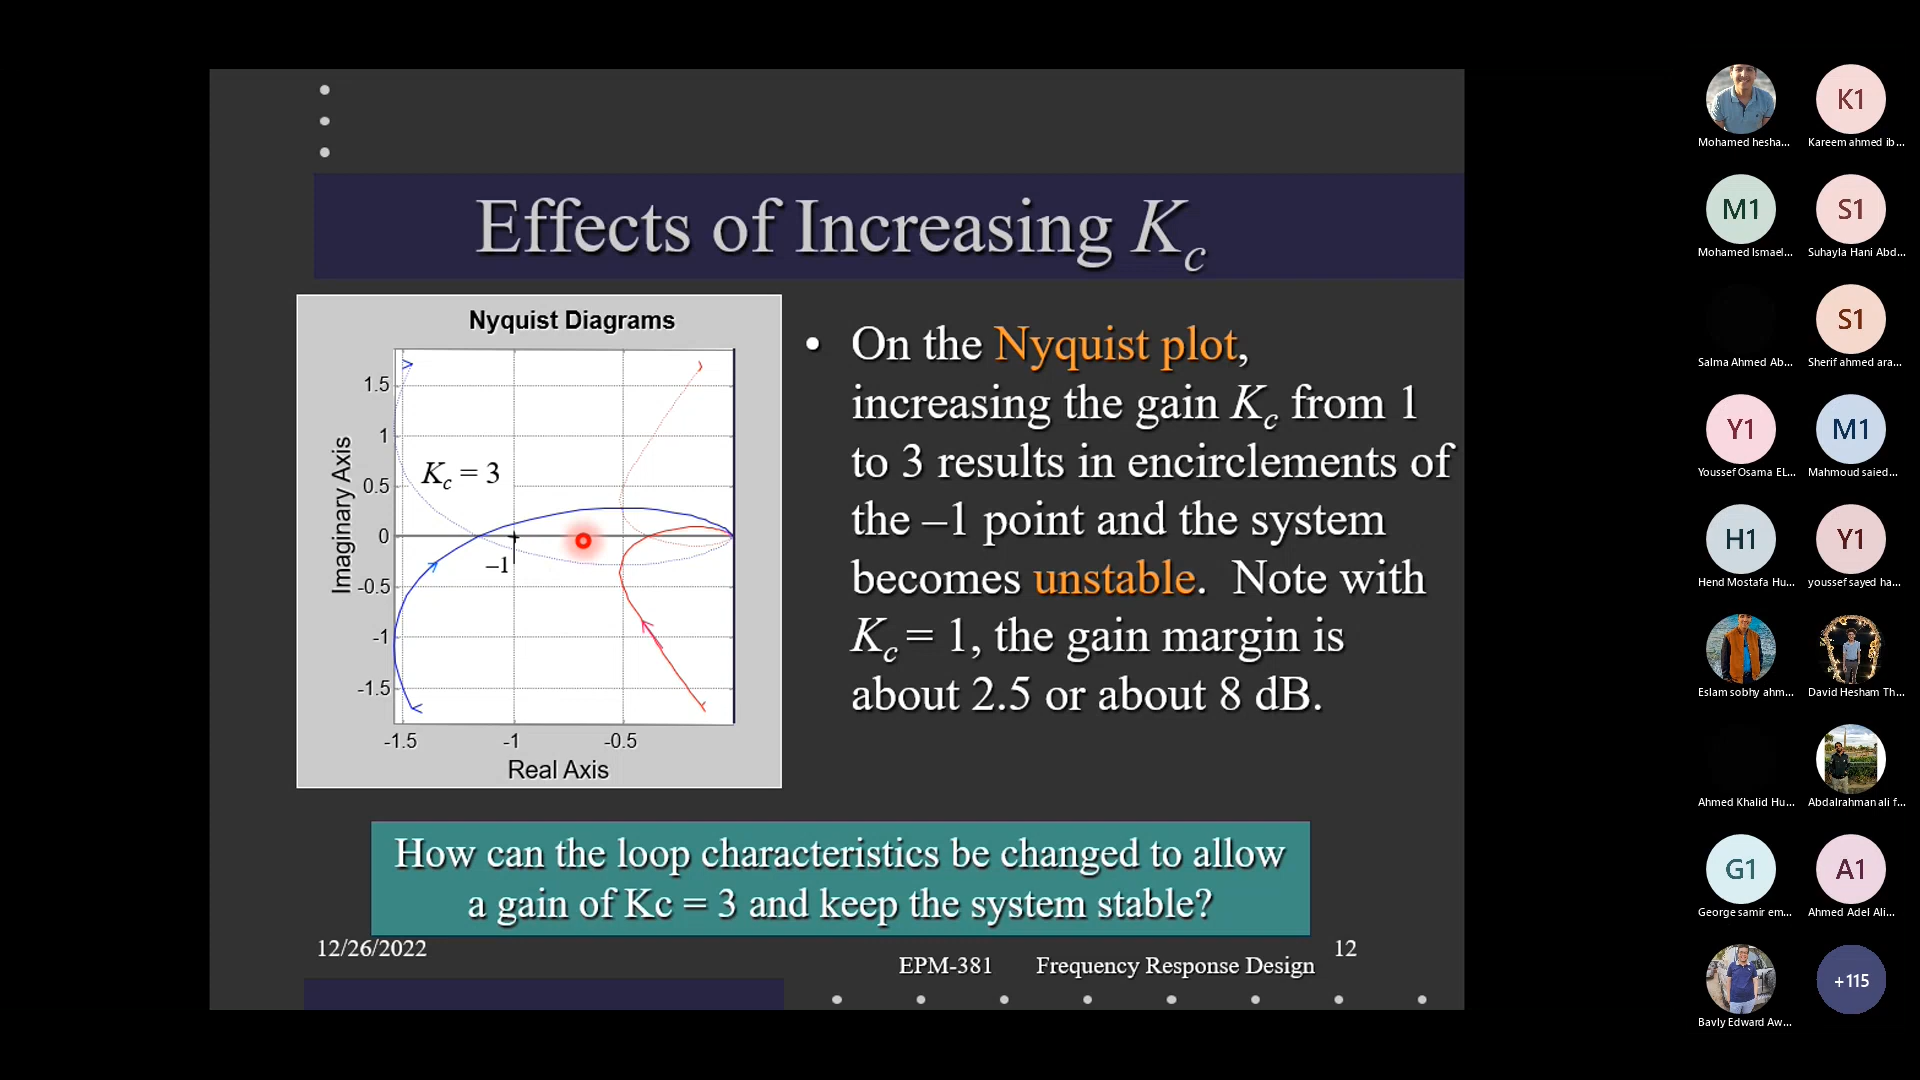 Effects of Increasing Kc
Nyquist Diagrams
1.5
1
0.5
0
-0.5
-1
-1.5
Imaginary Axis
Kc = 3
–1
-1.5
-1
-0.5
Real Axis
• On the Nyquist plot,
increasing the gain Kc from 1
to 3 results in encirclements of
the –1 point and the system
becomes unstable. Note with
Kc = 1, the gain margin is
about 2.5 or about 8 dB.
How can the loop characteristics be changed to allow
a gain of Kc = 3 and keep the system stable?
12/26/2022
EPM-381 Frequency Response Design
12
Mohamed hesha...
K1
Kareem ahmed ib...
M1
Mohamed Ismael...
S1
Suhayla Hani Abd...
Salma Ahmed Ab...
S1
Sherif ahmed ara...
Y1
Youssef Osama EL...
M1
Mahmoud saied...
H1
Hend Mostafa Hu...
Y1
youssef sayed ha...
Eslam sobhy ahm...
David Hesham Th...
Ahmed Khalid Hu...
Abdalrahman ali f...
G1
George samir em...
A1
Ahmed Adel Ali...
Bavly Edward Aw...
+115